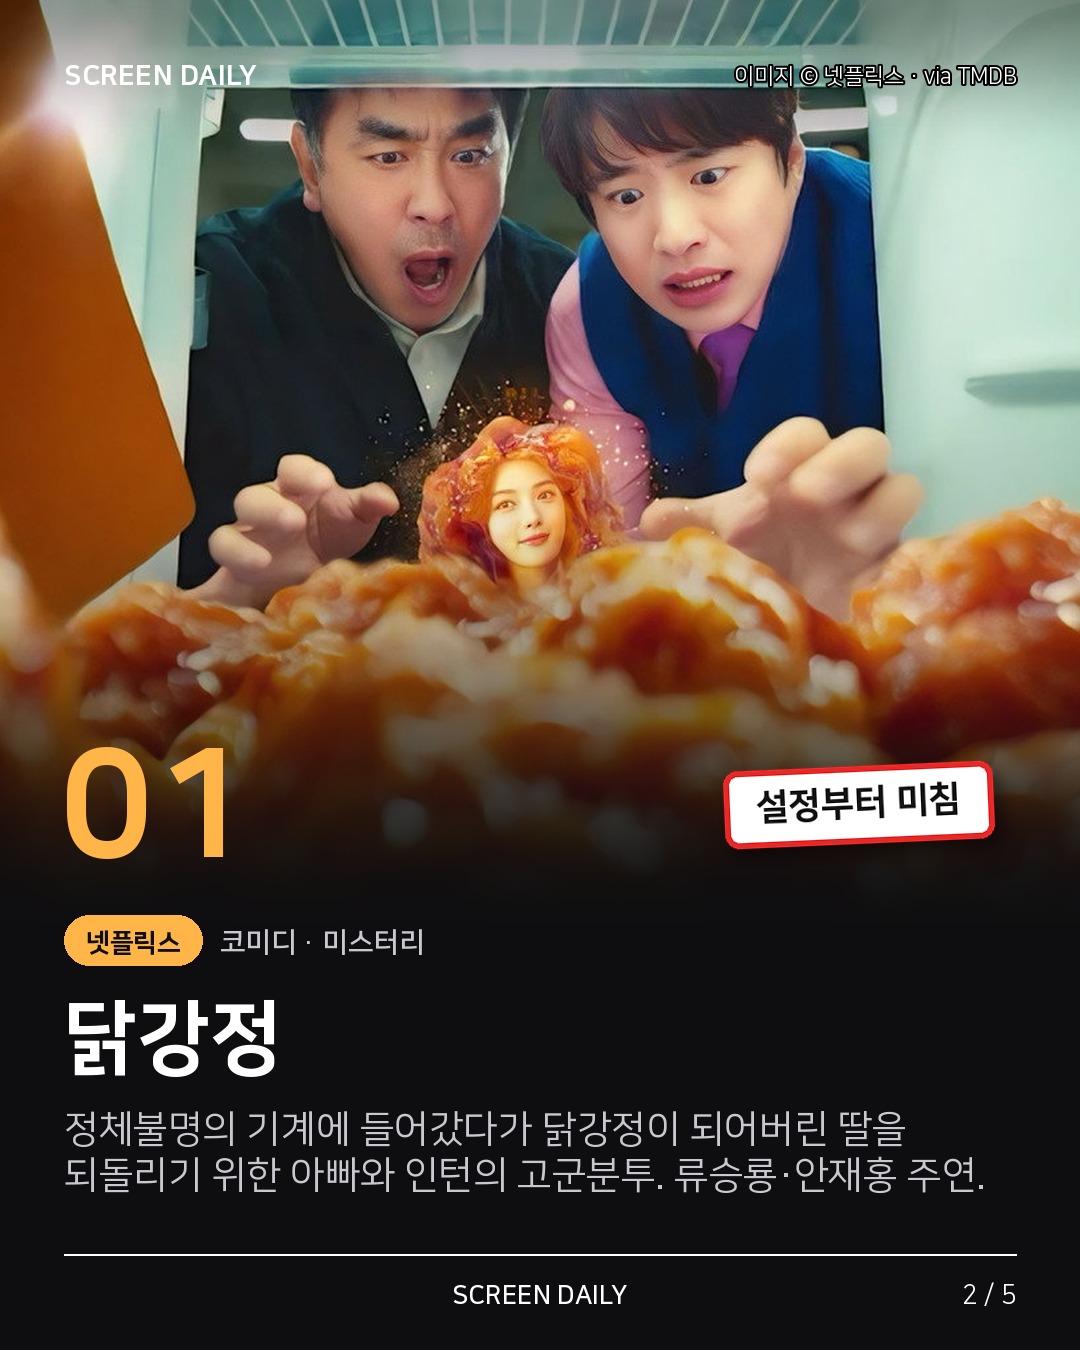 SCREEN DAILY
이미지 © 넷플릭스 · via TMDB
01
설정부터 미침
넷플릭스
코미디 · 미스터리
닭강정
정체불명의 기계에 들어갔다가 닭강정이 되어버린 딸을
되돌리기 위한 아빠와 인턴의 고군분투. 류승룡·안재홍 주연.
SCREEN DAILY
2 / 5